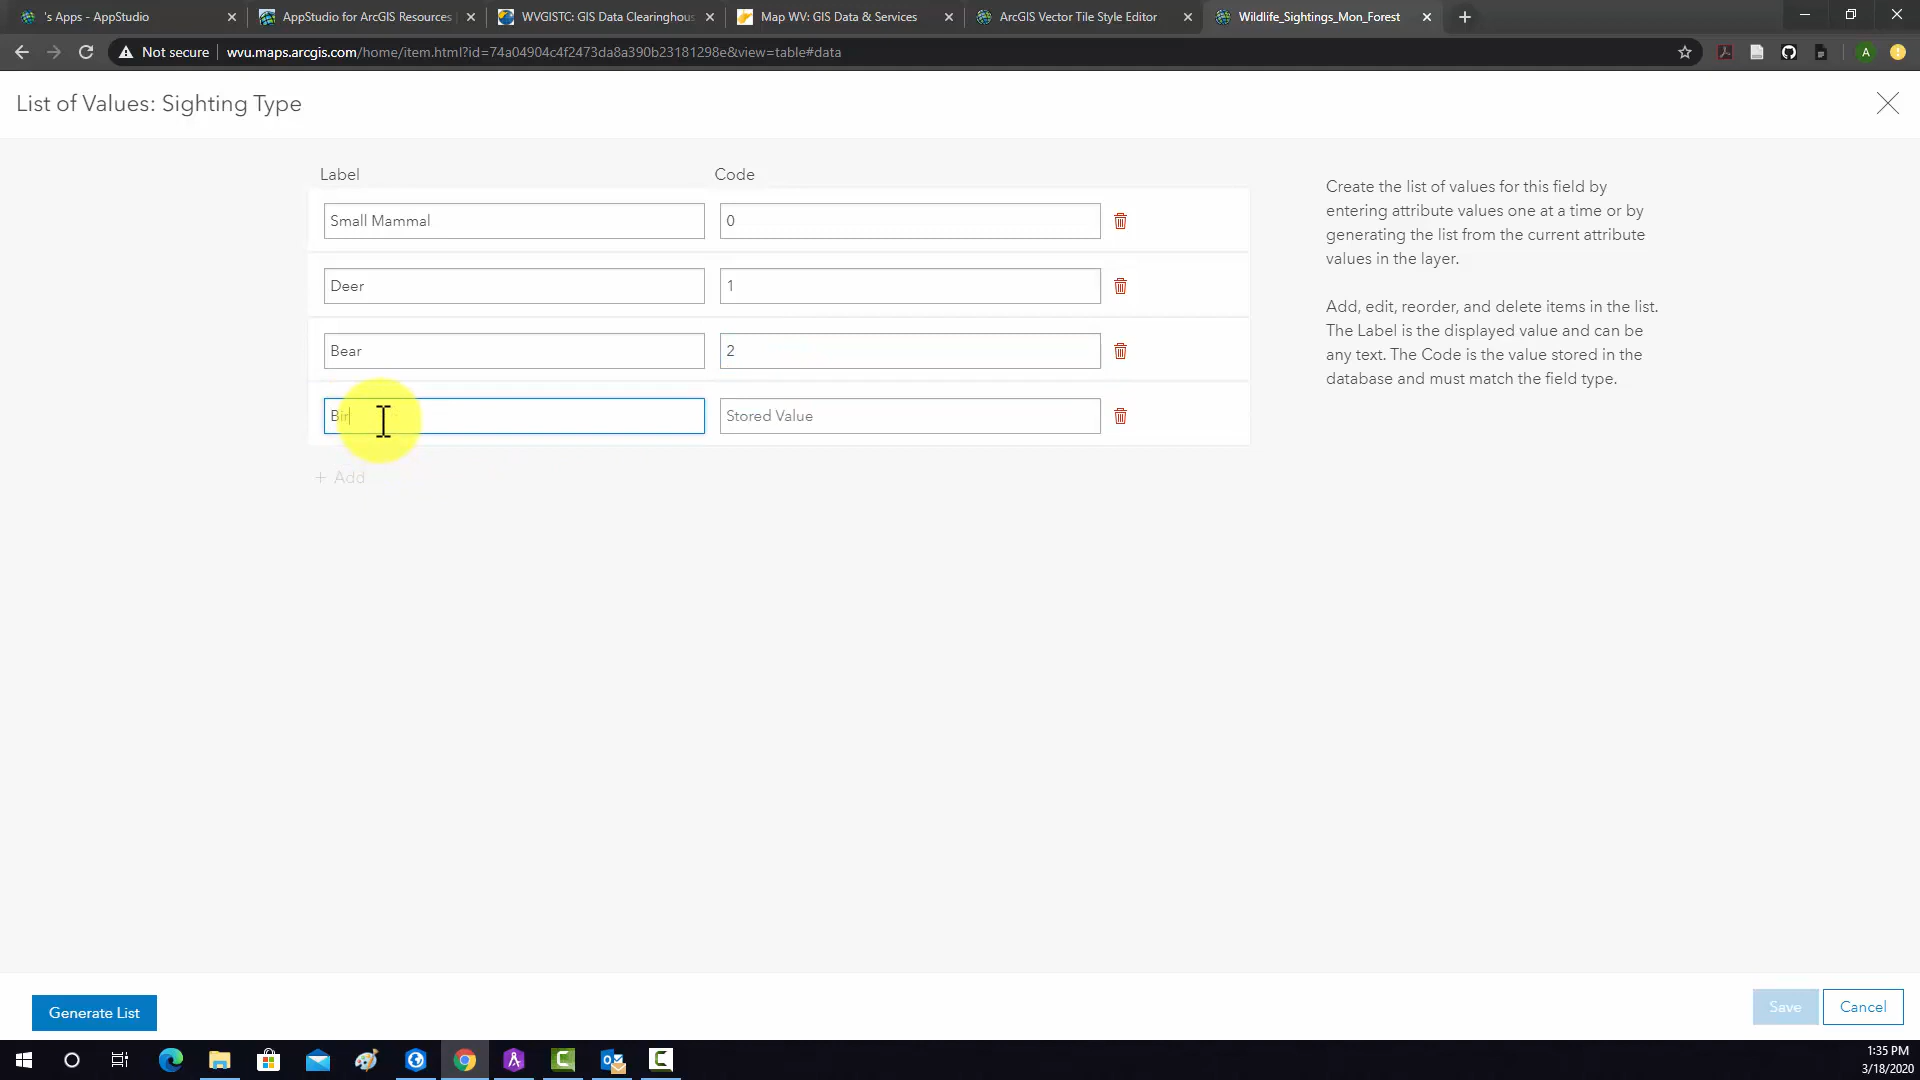 's Apps - AppStudio
AppStudio for ArcGIS Resources
WVGISTC: GIS Data Clearinghous
Map WV: GIS Data & Services
ArcGIS Vector Tile Style Editor
Wildlife_Sightings_Mon_Forest
Not secure
wvu.maps.arcgis.com/home/item.html?id=74a04904c4f2473da8a390b23181298e&view=table#data
A
List of Values: Sighting Type
Label
Code
Small Mammal
0
Deer
1
Bear
2
Bir
Stored Value
+ Add
Create the list of values for this field by
entering attribute values one at a time or by
generating the list from the current attribute
values in the layer.
Add, edit, reorder, and delete items in the list.
The Label is the displayed value and can be
any text. The Code is the value stored in the
database and must match the field type.
Generate List
Save
Cancel
1:35 PM
3/18/2020